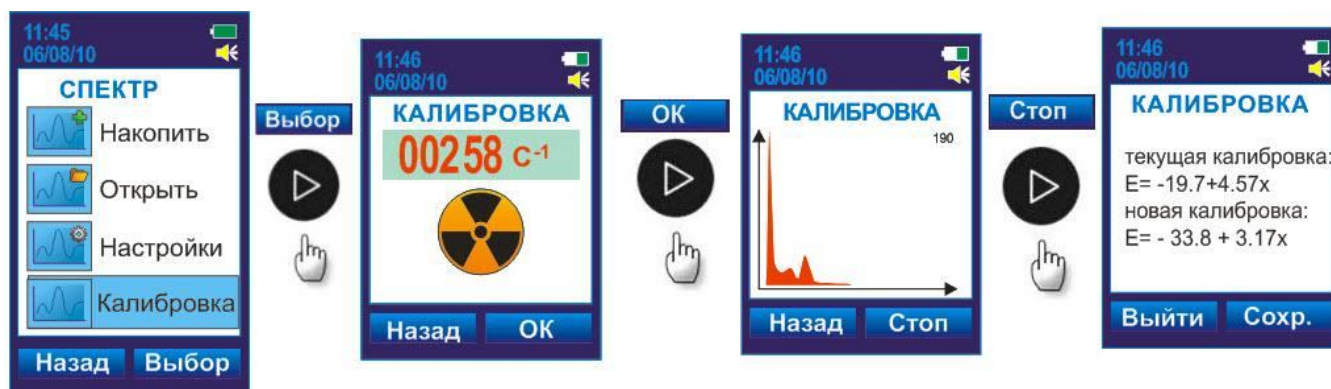 11:45
06/08/10
СПЕКТР
Накопить
Открыть
Настройки
Калибровка
Назад Выбор
Выбор
11:46
06/08/10
КАЛИБРОВКА
00258 с-1
Назад ОК
ОК
11:46
06/08/10
КАЛИБРОВКА
190
Назад Стоп
Стоп
11:46
06/08/10
КАЛИБРОВКА
текущая калибровка:
E= -19.7+4.57x
новая калибровка:
E= - 33.8 + 3.17x
Выйти Сохр.